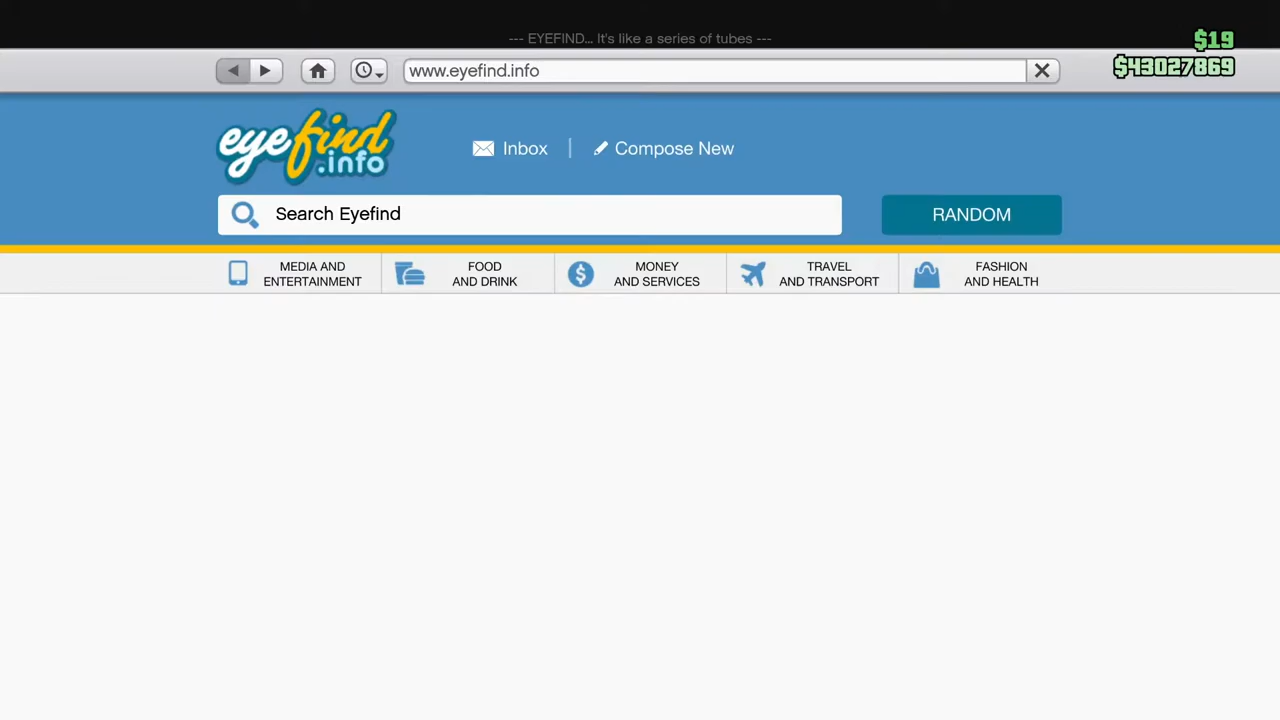 --- EYEFIND... It's like a series of tubes ---
$19
www.eyefind.info
$43027869
eyefind.info
Inbox
Compose New
Search Eyefind
RANDOM
MEDIA AND
ENTERTAINMENT
FOOD
AND DRINK
MONEY
AND SERVICES
TRAVEL
AND TRANSPORT
FASHION
AND HEALTH